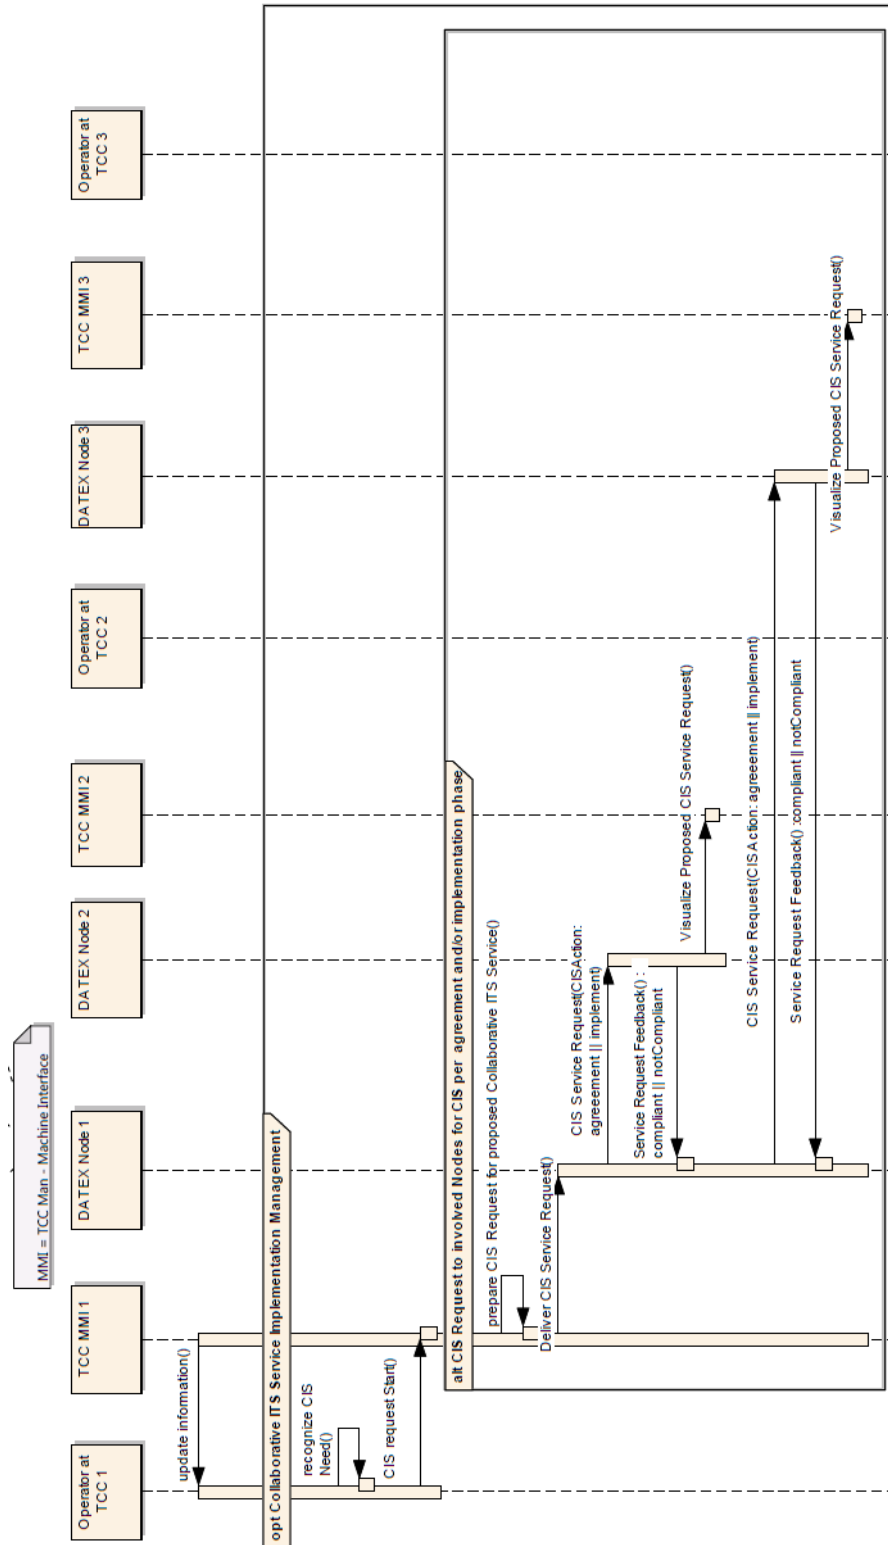 MMI = TCC Man - Machine Interface
Operator at
TCC 1
TCC MMI 1
DATEX Node 1
DATEX Node 2
TCC MMI 2
Operator at
TCC 2
DATEX Node 3
TCC MMI 3
Operator at
TCC 3
update information()
opt Collaborative ITS Service Implementation Management
recognize CIS
Need()
CIS request Start()
alt CIS Request to involved Nodes for CIS per agreement and/or implementation phase
prepare CIS Request for proposed Collaborative ITS Service()
Deliver CIS Service Request()
CIS Service Request(CISAction:
agreeement || implement)
Service Request Feedback() :
compliant || notCompliant
Visualize Proposed CIS Service Request()
CIS Service Request(CISAction: agreeement || implement)
Service Request Feedback() :compliant || notCompliant
Visualize Proposed CIS Service Request()